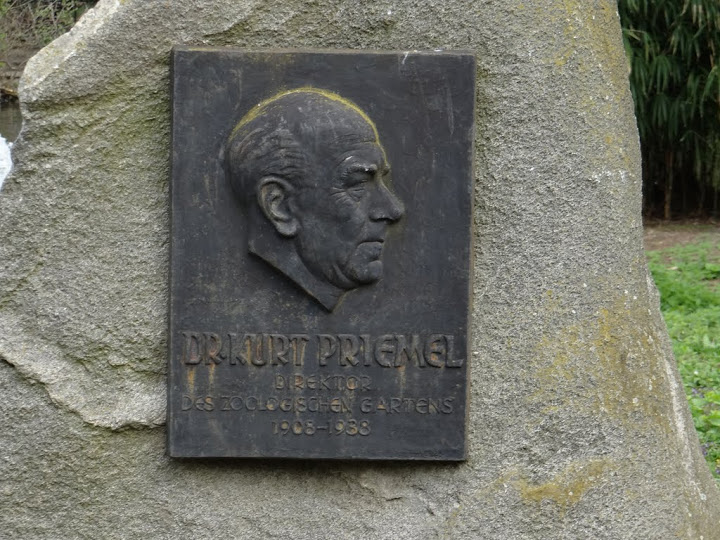 DR·KURT PRIEMEL
DIREKTOR
DES ZOOLOGISCHEN GARTENS
1908–1938